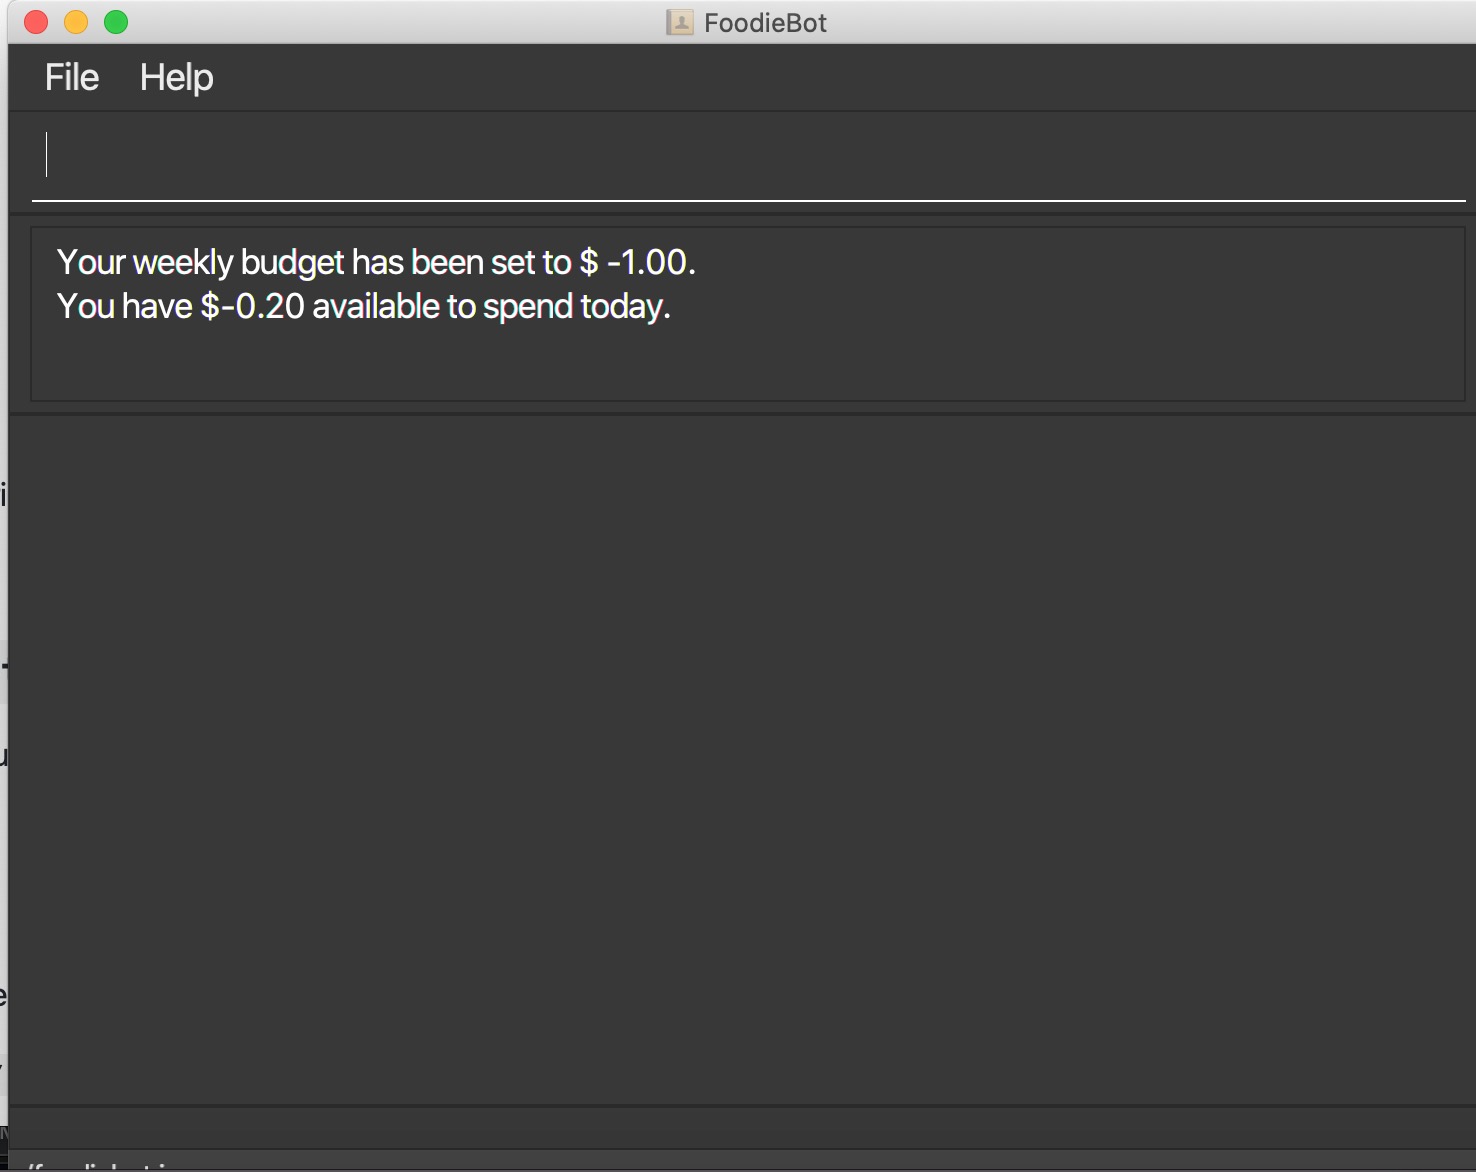 FoodieBot
File Help
Your weekly budget has been set to $ -1.00.
You have $-0.20 available to spend today.